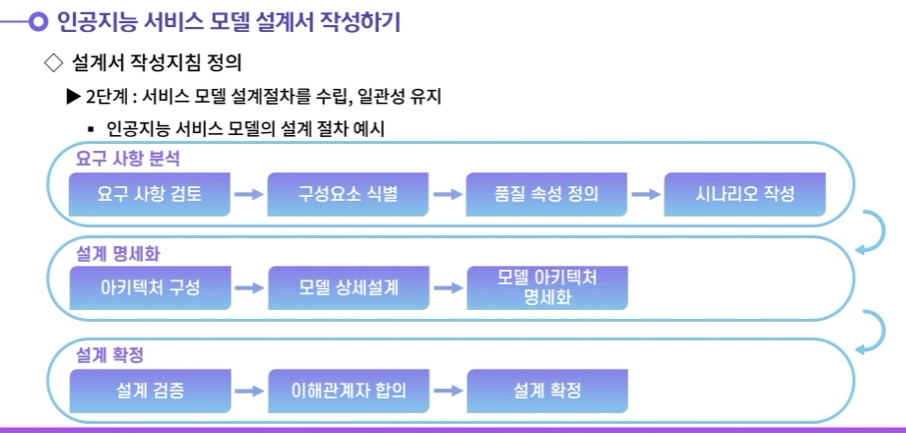 인공지능 서비스 모델 설계서 작성하기
◇ 설계서 작성지침 정의
▶ 2단계 : 서비스 모델 설계절차를 수립, 일관성 유지
▪ 인공지능 서비스 모델의 설계 절차 예시
요구 사항 분석
요구 사항 검토
구성요소 식별
품질 속성 정의
시나리오 작성
설계 명세화
아키텍처 구성
모델 상세설계
모델 아키텍처
명세화
설계 확정
설계 검증
이해관계자 합의
설계 확정